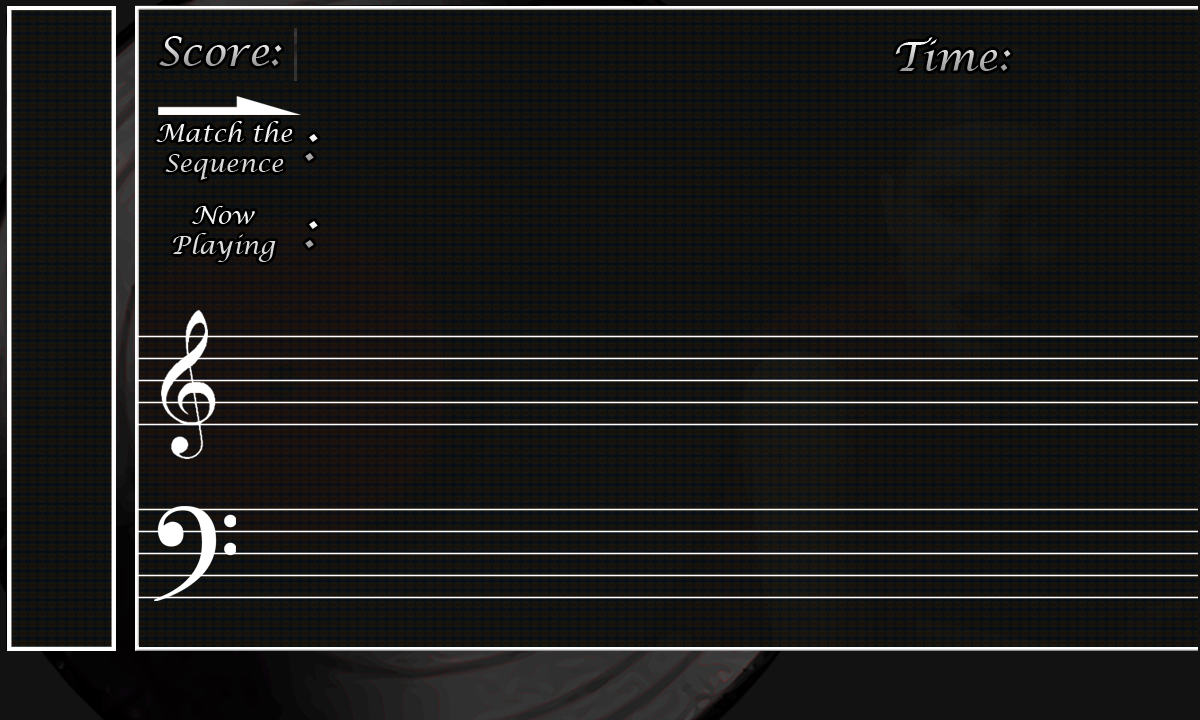 Score:
Time:
Match the
Sequence :
Now
Playing :